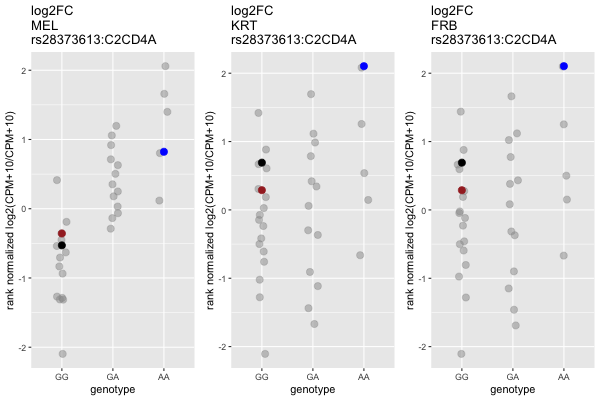 log2FC
MEL
rs28373613:C2CD4A
rank normalized log2(CPM+10/CPM+10)
2
1
0
-1
-2
GG
GA
AA
genotype
log2FC
KRT
rs28373613:C2CD4A
rank normalized log2(CPM+10/CPM+10)
2
1
0
-1
-2
GG
GA
AA
genotype
log2FC
FRB
rs28373613:C2CD4A
rank normalized log2(CPM+10/CPM+10)
2
1
0
-1
-2
GG
GA
AA
genotype